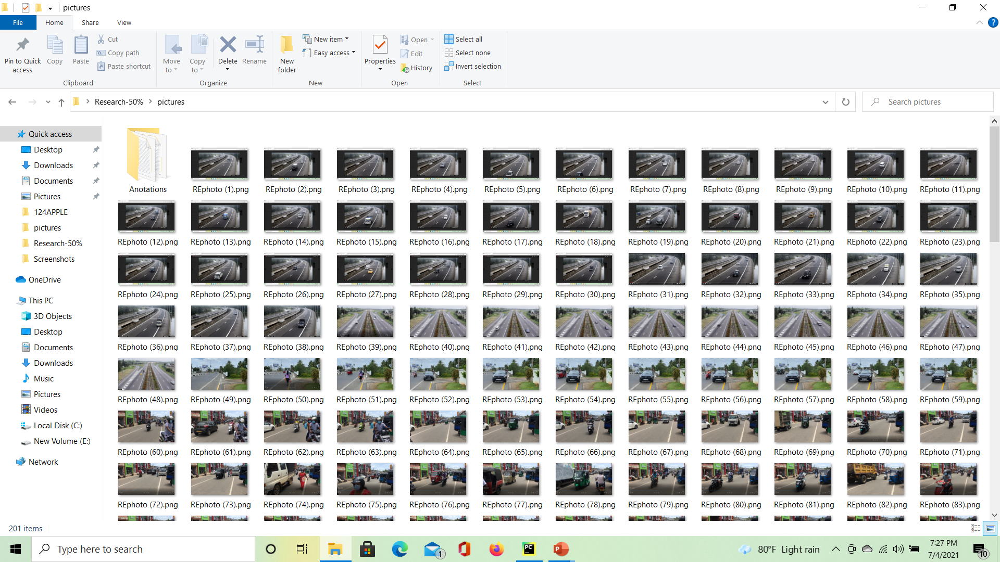 pictures
File Home Share View
Pin to Quick access
Copy
Paste
Cut
Copy path
Paste shortcut
Clipboard
Move to
Copy to
Delete
Rename
Organize
New folder
New item
Easy access
New
Properties
Open
Edit
History
Open
Select all
Select none
Invert selection
Select
Research-50% pictures
Search pictures
Quick access
Desktop
Downloads
Documents
Pictures
124APPLE
pictures
Research-50%
Screenshots
OneDrive
This PC
3D Objects
Desktop
Documents
Downloads
Music
Pictures
Videos
Local Disk (C:)
New Volume (E:)
Network
Anotations REphoto (1).png REphoto (2).png REphoto (3).png REphoto (4).png REphoto (5).png REphoto (6).png REphoto (7).png REphoto (8).png REphoto (9).png REphoto (10).png REphoto (11).png
REphoto (12).png REphoto (13).png REphoto (14).png REphoto (15).png REphoto (16).png REphoto (17).png REphoto (18).png REphoto (19).png REphoto (20).png REphoto (21).png REphoto (22).png REphoto (23).png
REphoto (24).png REphoto (25).png REphoto (26).png REphoto (27).png REphoto (28).png REphoto (29).png REphoto (30).png REphoto (31).png REphoto (32).png REphoto (33).png REphoto (34).png REphoto (35).png
REphoto (36).png REphoto (37).png REphoto (38).png REphoto (39).png REphoto (40).png REphoto (41).png REphoto (42).png REphoto (43).png REphoto (44).png REphoto (45).png REphoto (46).png REphoto (47).png
REphoto (48).png REphoto (49).png REphoto (50).png REphoto (51).png REphoto (52).png REphoto (53).png REphoto (54).png REphoto (55).png REphoto (56).png REphoto (57).png REphoto (58).png REphoto (59).png
REphoto (60).png REphoto (61).png REphoto (62).png REphoto (63).png REphoto (64).png REphoto (65).png REphoto (66).png REphoto (67).png REphoto (68).png REphoto (69).png REphoto (70).png REphoto (71).png
REphoto (72).png REphoto (73).png REphoto (74).png REphoto (75).png REphoto (76).png REphoto (77).png REphoto (78).png REphoto (79).png REphoto (80).png REphoto (81).png REphoto (82).png REphoto (83).png
201 items
Type here to search
1
PC
P
80°F Light rain
7:27 PM
7/4/2021
10